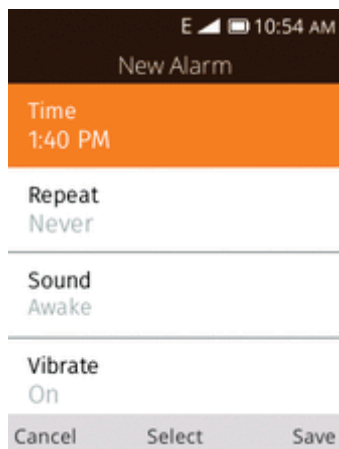 E 10:54 AM
New Alarm
Time
1:40 PM
Repeat
Never
Sound
Awake
Vibrate
On
Cancel Select Save